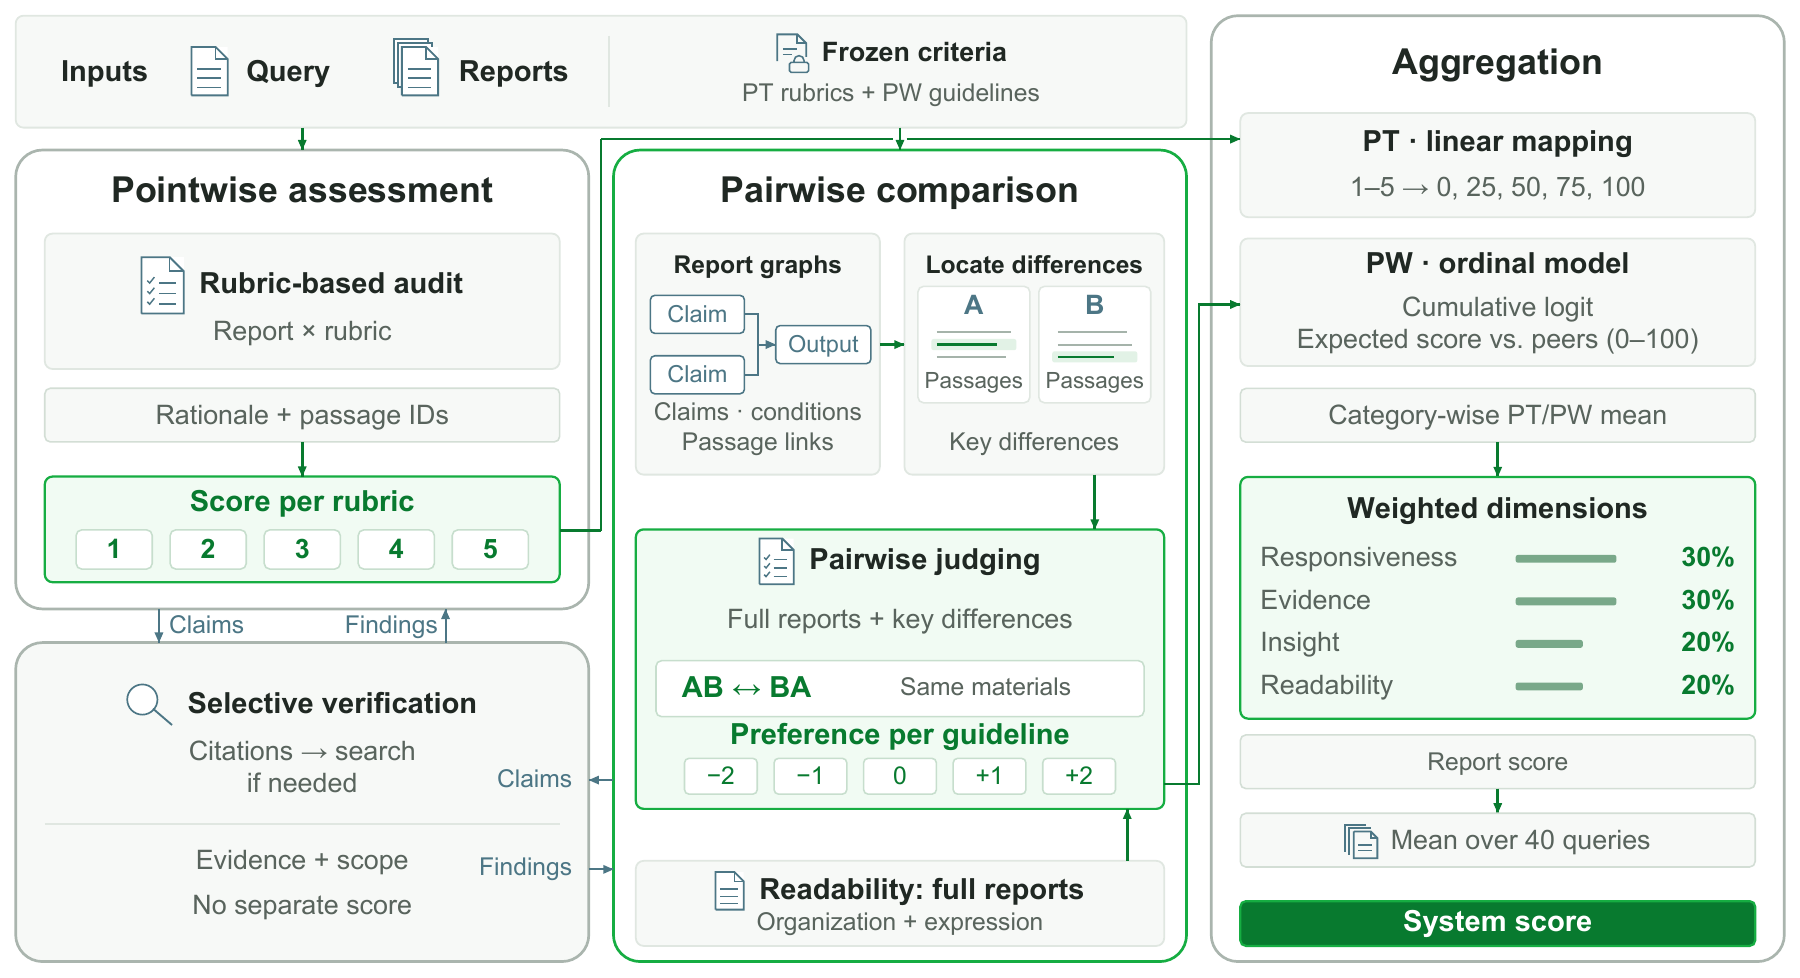 Inputs
Query
Reports
Frozen criteria
PT rubrics + PW guidelines
Pointwise assessment
Rubric-based audit
Report × rubric
Rationale + passage IDs
Score per rubric
1 2 3 4 5
Claims
Findings
Selective verification
Citations → search
if needed
Evidence + scope
No separate score
Claims
Findings
Pairwise comparison
Report graphs
Claim
Claim
Output
Claims · conditions
Passage links
Locate differences
A
Passages
B
Passages
Key differences
Pairwise judging
Full reports + key differences
AB ↔ BA
Same materials
Preference per guideline
−2 −1 0 +1 +2
Readability: full reports
Organization + expression
Aggregation
PT · linear mapping
1–5 → 0, 25, 50, 75, 100
PW · ordinal model
Cumulative logit
Expected score vs. peers (0–100)
Category-wise PT/PW mean
Weighted dimensions
Responsiveness 30%
Evidence 30%
Insight 20%
Readability 20%
Report score
Mean over 40 queries
System score